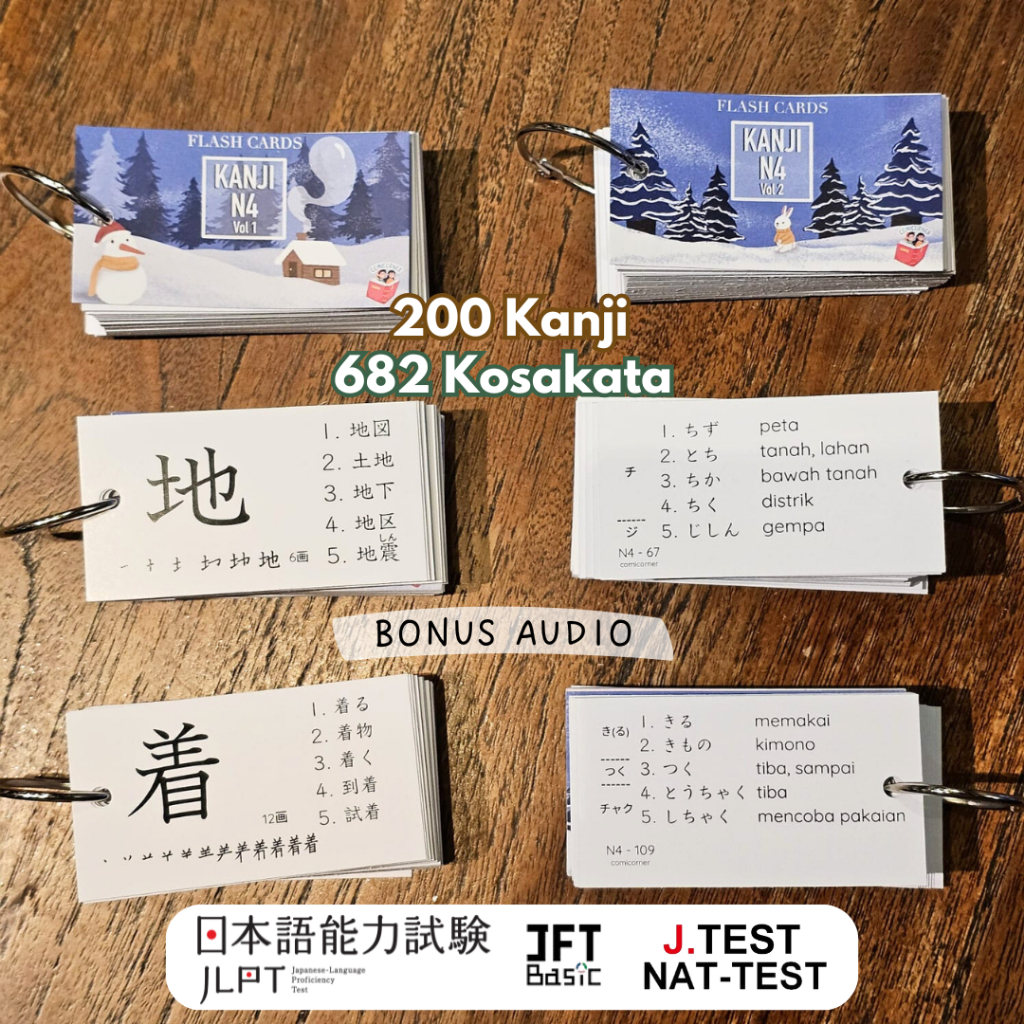 FLASH CARDS
KANJI
N4
Vol 1
FLASH CARDS
KANJI
N4
Vol 2
200 Kanji
682 Kosakata
地
6画
1. 地図
2. 土地
3. 地下
4. 地区
しん
5. 地震
チ
ジ
1. ちず peta
2. とち tanah, lahan
3. ちか bawah tanah
4. ちく distrik
5. じしん gempa
N4 - 67
comicorner
BONUS AUDIO
着
12画
1. 着る
2. 着物
3. 着く
4. 到着
5. 試着
き(る)
つく
チャク
1. きる memakai
2. きもの kimono
3. つく tiba, sampai
4. とうちゃく tiba
5. しちゃく mencoba pakaian
N4 - 109
comicorner
日本語能力試験
JLPT Japanese-Language
Proficiency
Test
JFT
Basic
J.TEST
NAT-TEST